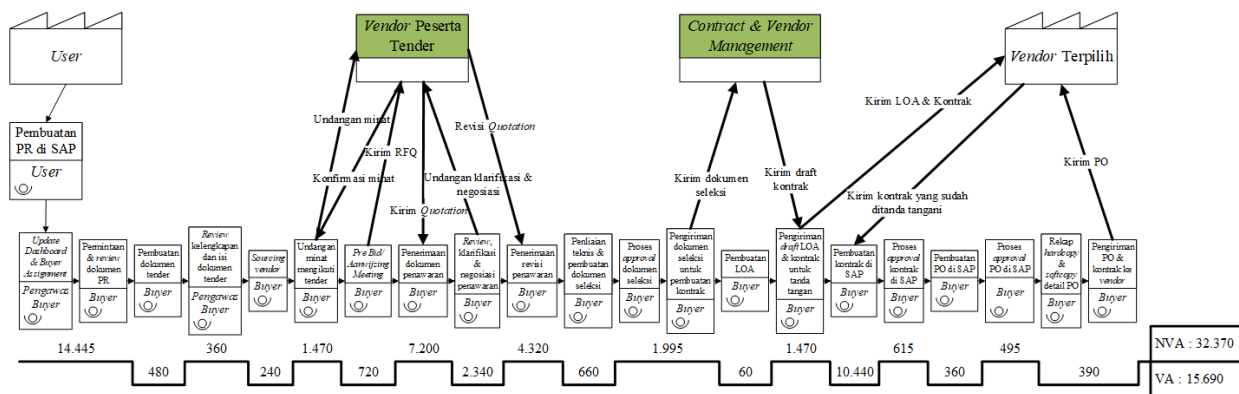 User
Vendor Peserta
Tender
Contract & Vendor
Management
Vendor Terpilih
Pembuatan
PR di SAP
User
Undangan minat
Kirim RFQ
Konfirmasi minat
Kirim Quotation
Revisi Quotation
Undangan klarifikasi &
negosiasi
Kirim dokumen
seleksi
Kirim draft
kontrak
Kirim LOA & Kontrak
Kirim kontrak yang sudah
ditanda tangani
Kirim PO
Update
Dashboard
& Buyer
Assignment
Pengawas
Buyer
Permintaan
& review
dokumen
PR
Buyer
Pembuatan
dokumen
tender
Buyer
Review
kelengkapan
dan isi
dokumen
tender
Pengawas
Buyer
Sourcing
vendor
Buyer
Undangan
minat
mengikuti
tender
Buyer
Pre Bid/
Aanwijzing
Meeting
Buyer
Penerimaan
dokumen
penawaran
Buyer
Review,
klarifikasi
&
negosiasi
penawaran
Buyer
Penerimaan
revisi
penawaran
Buyer
Penliaian
teknis &
pembuatan
dokumen
seleksi
Buyer
Proses
approval
dokumen
seleksi
Buyer
Pengiriman
dokumen
seleksi
untuk
pembuatan
kontrak
Buyer
Pembuatan
LOA
Buyer
Pengiriman
draft LOA
& kontrak
untuk
tanda
tangan
Buyer
Pembuatan
kontrak di
SAP
Buyer
Proses
approval
kontrak
di SAP
Buyer
Pembuatan
PO di SAP
Buyer
Proses
approval
PO di SAP
Buyer
Rekap
hardcopy
&
softcopy
detail PO
Buyer
Pengiriman
PO &
kontrak ke
vendor
Buyer
14.445
360
1.470
7.200
4.320
1.995
1.470
615
495
NVA : 32.370
480
240
720
2.340
660
60
10.440
360
390
VA : 15.690